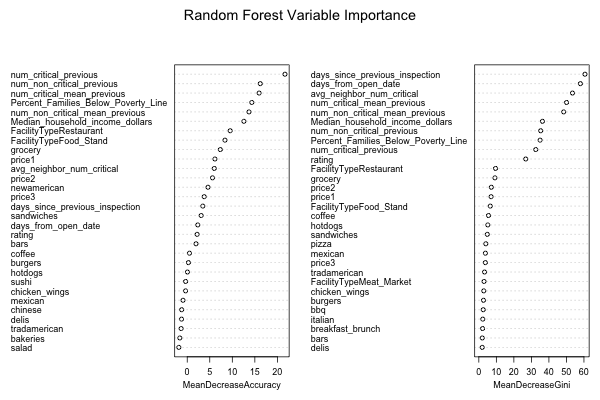 Random Forest Variable Importance
num_critical_previous
num_non_critical_previous
num_critical_mean_previous
Percent_Families_Below_Poverty_Line
num_non_critical_mean_previous
Median_household_income_dollars
FacilityTypeRestaurant
FacilityTypeFood_Stand
grocery
price1
avg_neighbor_num_critical
price2
newamerican
price3
days_since_previous_inspection
sandwiches
days_from_open_date
rating
bars
coffee
burgers
hotdogs
sushi
chicken_wings
mexican
chinese
delis
tradamerican
bakeries
salad
0 5 10 15 20
MeanDecreaseAccuracy
days_since_previous_inspection
days_from_open_date
avg_neighbor_num_critical
num_critical_mean_previous
num_non_critical_mean_previous
Median_household_income_dollars
num_non_critical_previous
Percent_Families_Below_Poverty_Line
num_critical_previous
rating
FacilityTypeRestaurant
grocery
price2
price1
FacilityTypeFood_Stand
coffee
hotdogs
sandwiches
pizza
mexican
price3
tradamerican
FacilityTypeMeat_Market
chicken_wings
burgers
bbq
italian
breakfast_brunch
bars
delis
0 10 20 30 40 50 60
MeanDecreaseGini